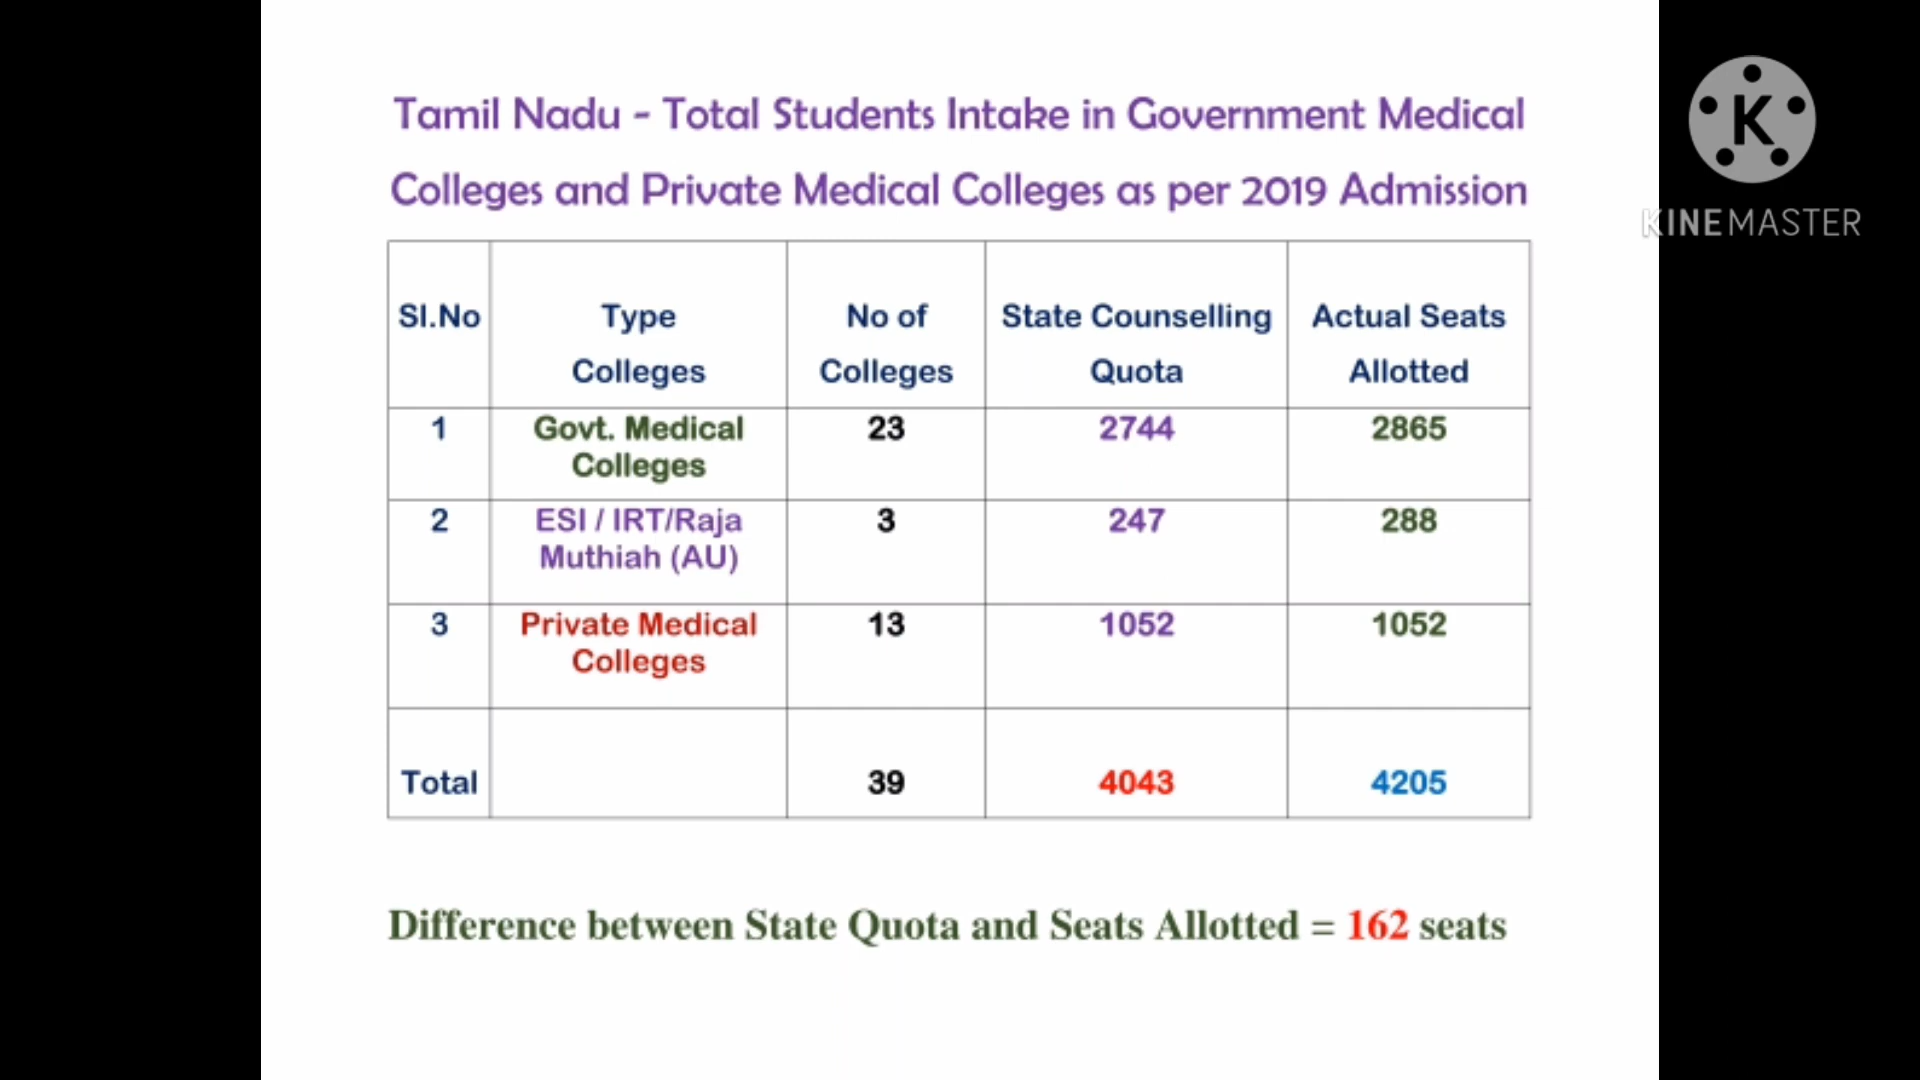 Tamil Nadu - Total Students Intake in Government Medical
Colleges and Private Medical Colleges as per 2019 Admission
Sl.No Type Colleges No of Colleges State Counselling Quota Actual Seats Allotted
1 Govt. Medical Colleges 23 2744 2865
2 ESI / IRT/Raja Muthiah (AU) 3 247 288
3 Private Medical Colleges 13 1052 1052
Total 39 4043 4205
Difference between State Quota and Seats Allotted = 162 seats
K
KINEMASTER